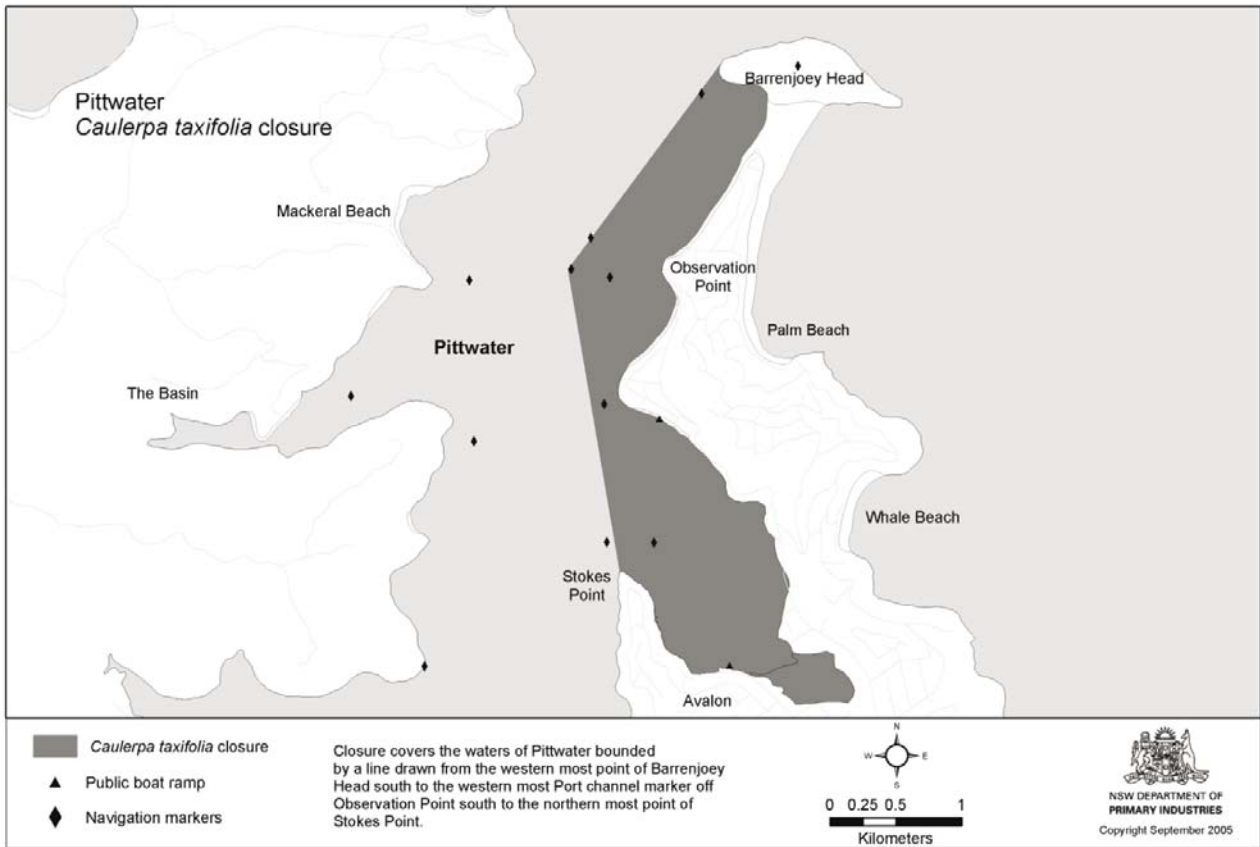 Pittwater
Caulerpa taxifolia closure
Barrenjoey Head
Mackeral Beach
Observation
Point
Palm Beach
Pittwater
The Basin
Whale Beach
Stokes
Point
Avalon
Caulerpa taxifolia closure
Public boat ramp
Navigation markers
Closure covers the waters of Pittwater bounded
by a line drawn from the western most point of Barrenjoey
Head south to the western most Port channel marker off
Observation Point south to the northern most point of
Stokes Point.
N
W E
S
0 0.25 0.5 1
Kilometers
NSW DEPARTMENT OF
PRIMARY INDUSTRIES
Copyright September 2005